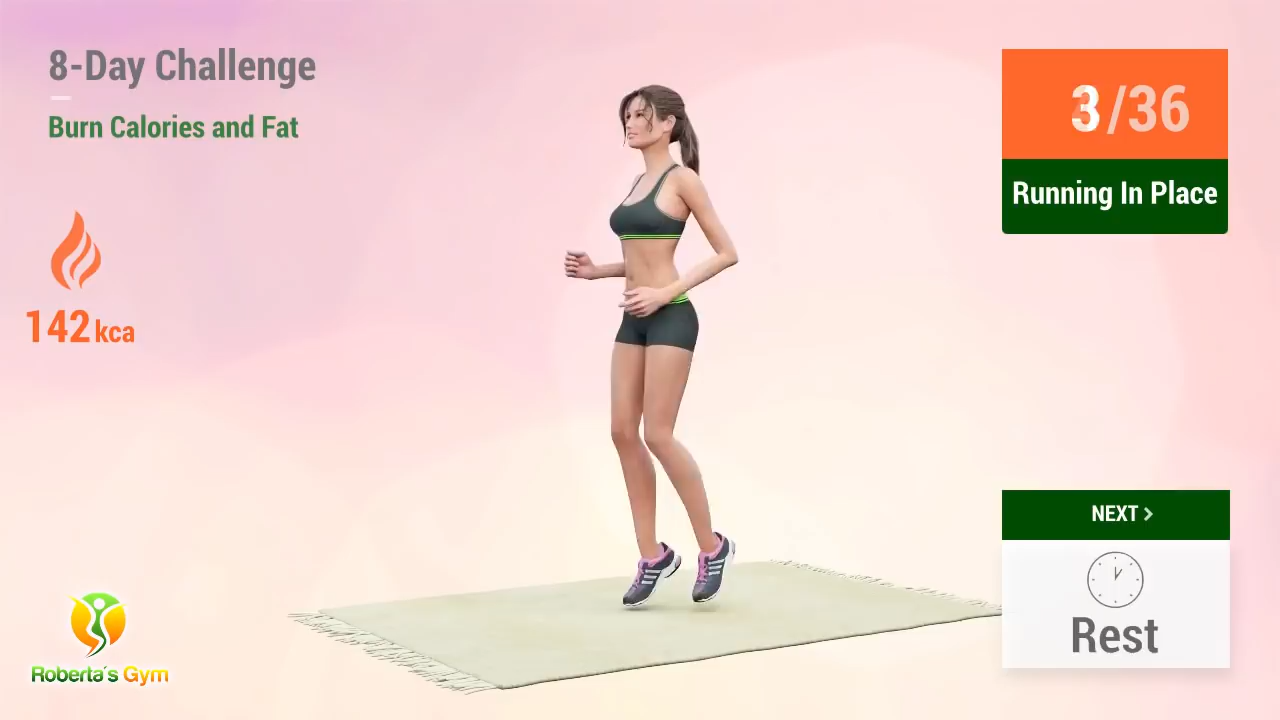 8-Day Challenge
Burn Calories and Fat
142 kca
3/36
Running In Place
NEXT >
Rest
Roberta´s Gym